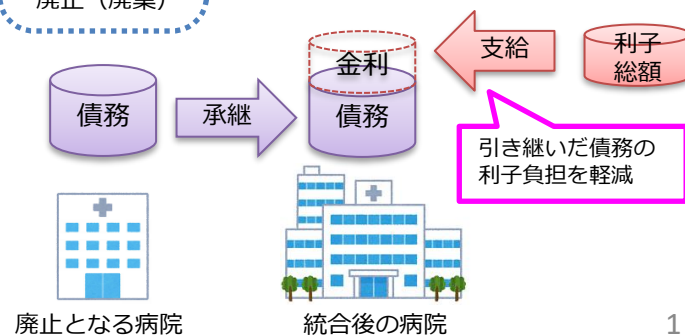 廃止（廃業）
支給
利子
総額
金利
債務
承継
債務
引き継いだ債務の
利子負担を軽減
廃止となる病院
統合後の病院
1